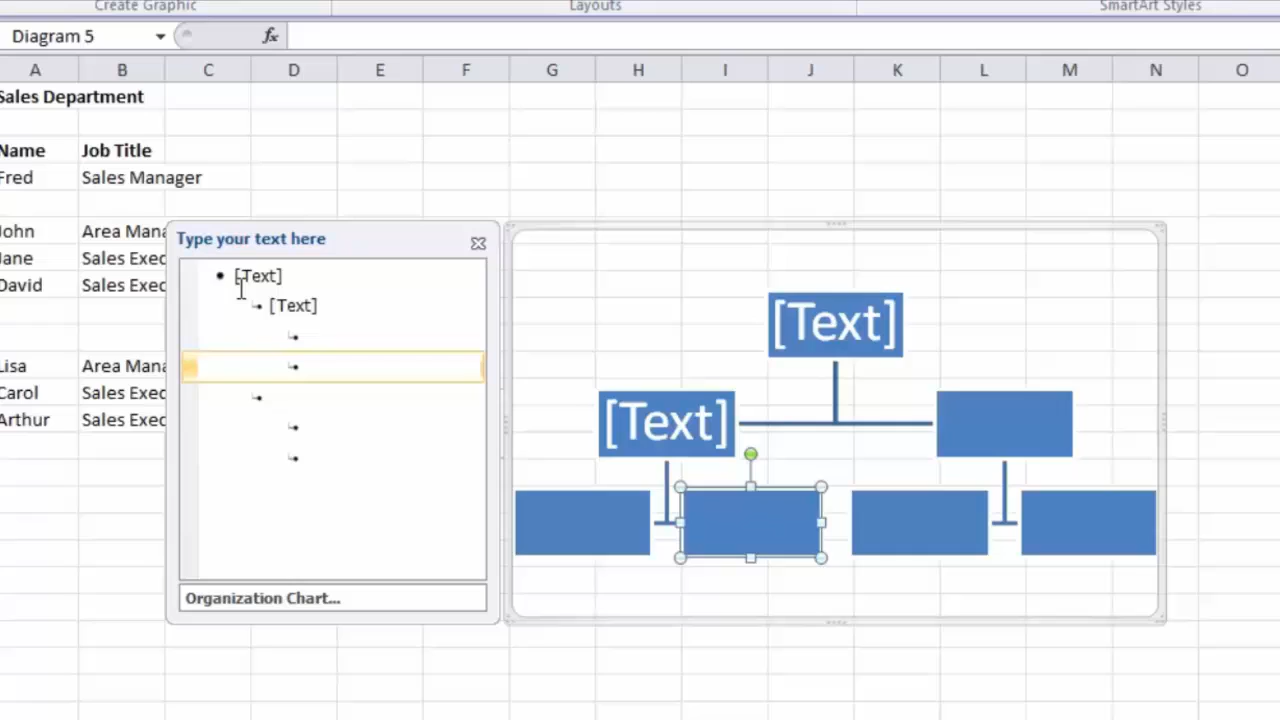 Create Graphic Layouts SmartArt Styles
Diagram 5 fx
A B C D E F G H I J K L M N O
Sales Department
Name Job Title
Fred Sales Manager
John Area Mana
Jane Sales Exec
David Sales Exec
Lisa Area Mana
Carol Sales Exec
Arthur Sales Exec
Type your text here
[Text]
[Text]
Organization Chart...
[Text]
[Text]